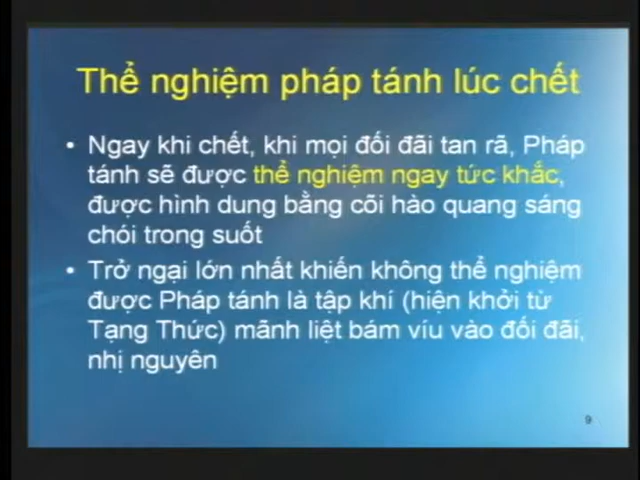 Thể nghiệm pháp tánh lúc chết
• Ngay khi chết, khi mọi đối đãi tan rã, Pháp
tánh sẽ được thể nghiệm ngay tức khắc,
được hình dung bằng cõi hào quang sáng
chói trong suốt
• Trở ngại lớn nhất khiến không thể nghiệm
được Pháp tánh là tập khí (hiện khởi từ
Tạng Thức) mãnh liệt bám víu vào đối đãi,
nhị nguyên
9